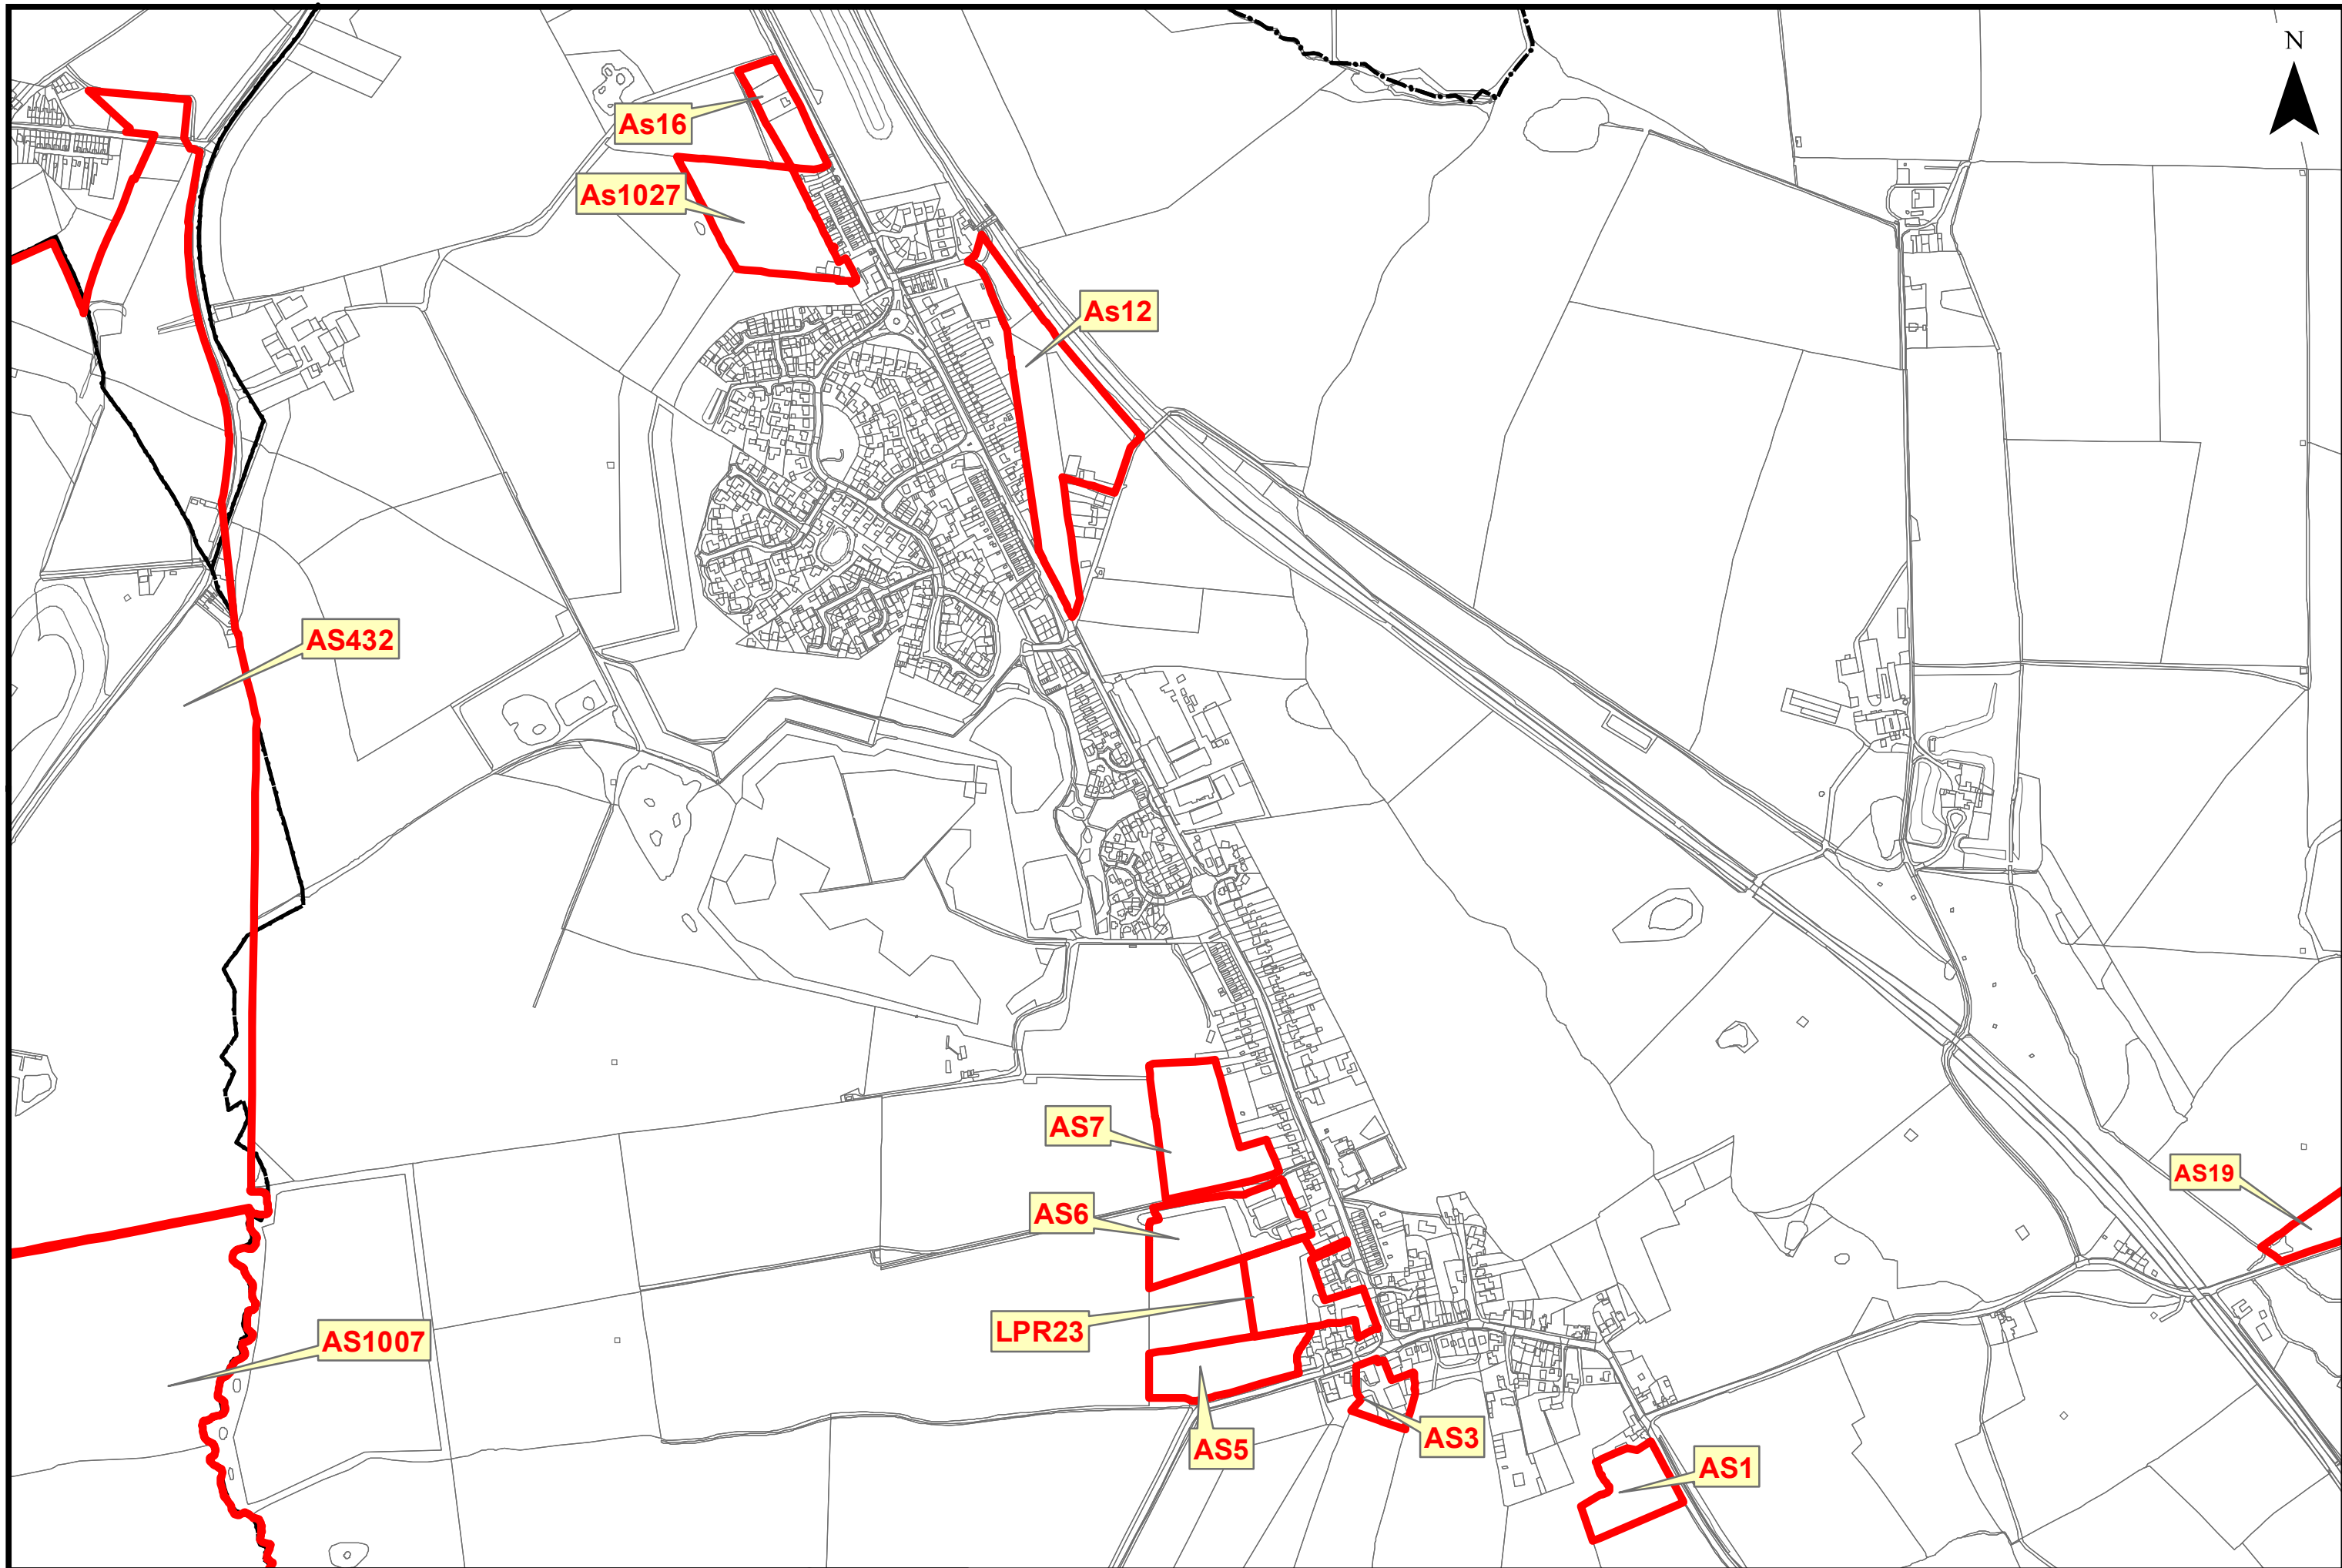 N
As16
As1027
As12
AS432
AS7
AS19
AS6
LPR23
AS1007
AS3
AS5
AS1